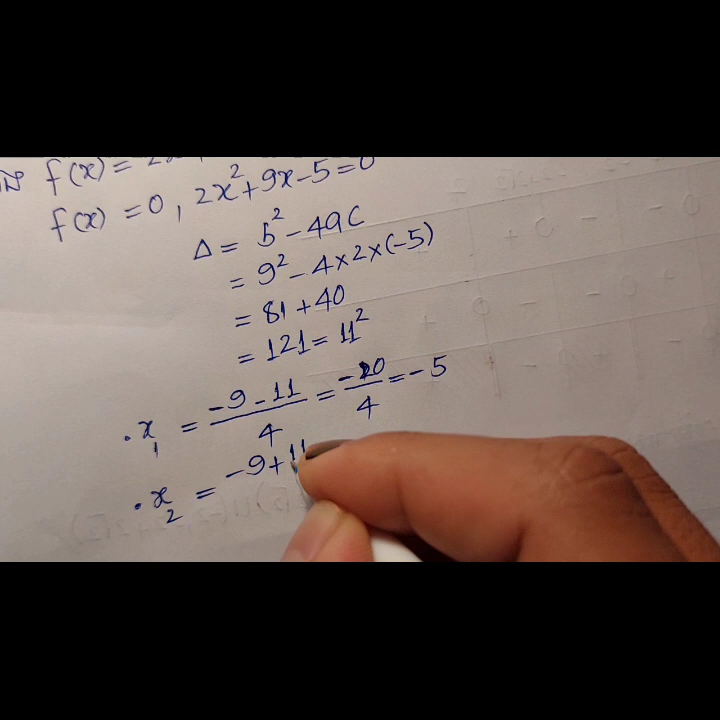 f(x) = 2
f(x) = 0, 2x²+9x-5=0
Δ = b² - 4ac
= 9² - 4×2×(-5)
= 81 + 40
= 121 = 11²
• x₁ = (-9-11)/4 = -20/4 = -5
• x₂ = -9+11